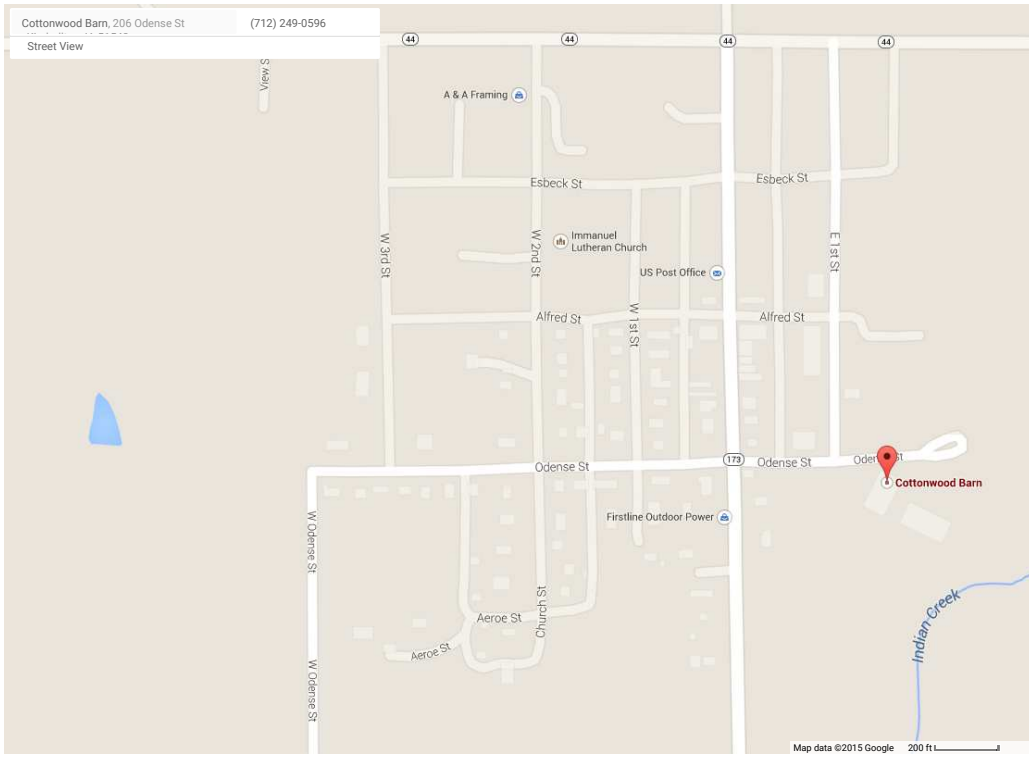 Cottonwood Barn, 206 Odense St
(712) 249-0596
Street View
View S
44
44
44
44
A & A Framing
Esbeck St
Esbeck St
W 3rd St
W 2nd St
Immanuel
Lutheran Church
E 1st St
US Post Office
Alfred St
W 1st St
Alfred St
Odense St
173
Odense St
Oden
St
Cottonwood Barn
Firstline Outdoor Power
W Odense St
Church St
Aeroe St
Aeroe St
Indian Creek
W Odense St
Map data ©2015 Google
200 ft